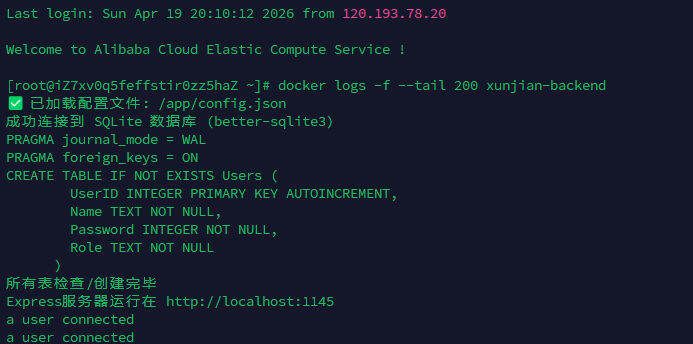 Last login: Sun Apr 19 20:10:12 2026 from 120.193.78.20
Welcome to Alibaba Cloud Elastic Compute Service !
[root@iZ7xv0q5feffstir0zz5haZ ~]# docker logs -f --tail 200 xunjian-backend
✅ 已加载配置文件: /app/config.json
成功连接到 SQLite 数据库 (better-sqlite3)
PRAGMA journal_mode = WAL
PRAGMA foreign_keys = ON
CREATE TABLE IF NOT EXISTS Users (
UserID INTEGER PRIMARY KEY AUTOINCREMENT,
Name TEXT NOT NULL,
Password INTEGER NOT NULL,
Role TEXT NOT NULL
)
所有表检查/创建完毕
Express服务器运行在 http://localhost:1145
a user connected
a user connected